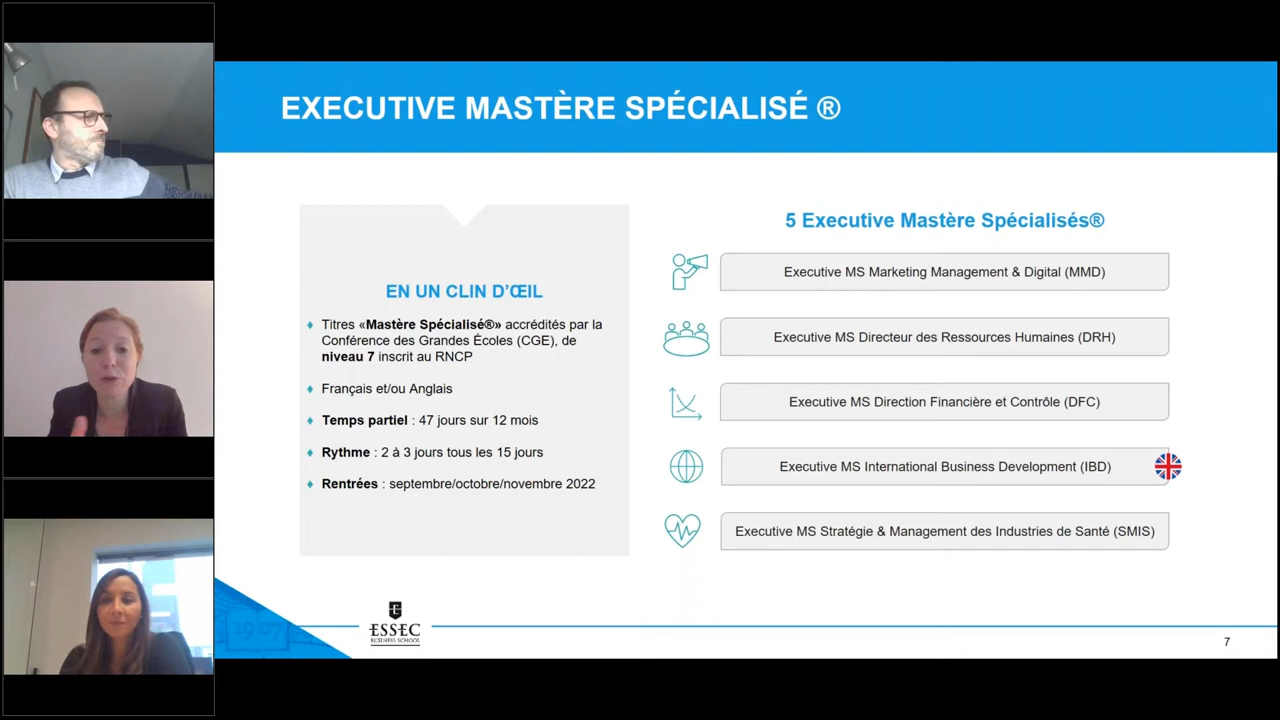 EXECUTIVE MASTÈRE SPÉCIALISÉ ®
EN UN CLIN D'ŒIL
Titres «Mastère Spécialisé®» accrédités par la
Conférence des Grandes Écoles (CGE), de
niveau 7 inscrit au RNCP
Français et/ou Anglais
Temps partiel : 47 jours sur 12 mois
Rythme : 2 à 3 jours tous les 15 jours
Rentrées : septembre/octobre/novembre 2022
5 Executive Mastère Spécialisés®
Executive MS Marketing Management & Digital (MMD)
Executive MS Directeur des Ressources Humaines (DRH)
Executive MS Direction Financière et Contrôle (DFC)
Executive MS International Business Development (IBD)
Executive MS Stratégie & Management des Industries de Santé (SMIS)
1907
ESSEC
BUSINESS SCHOOL
7